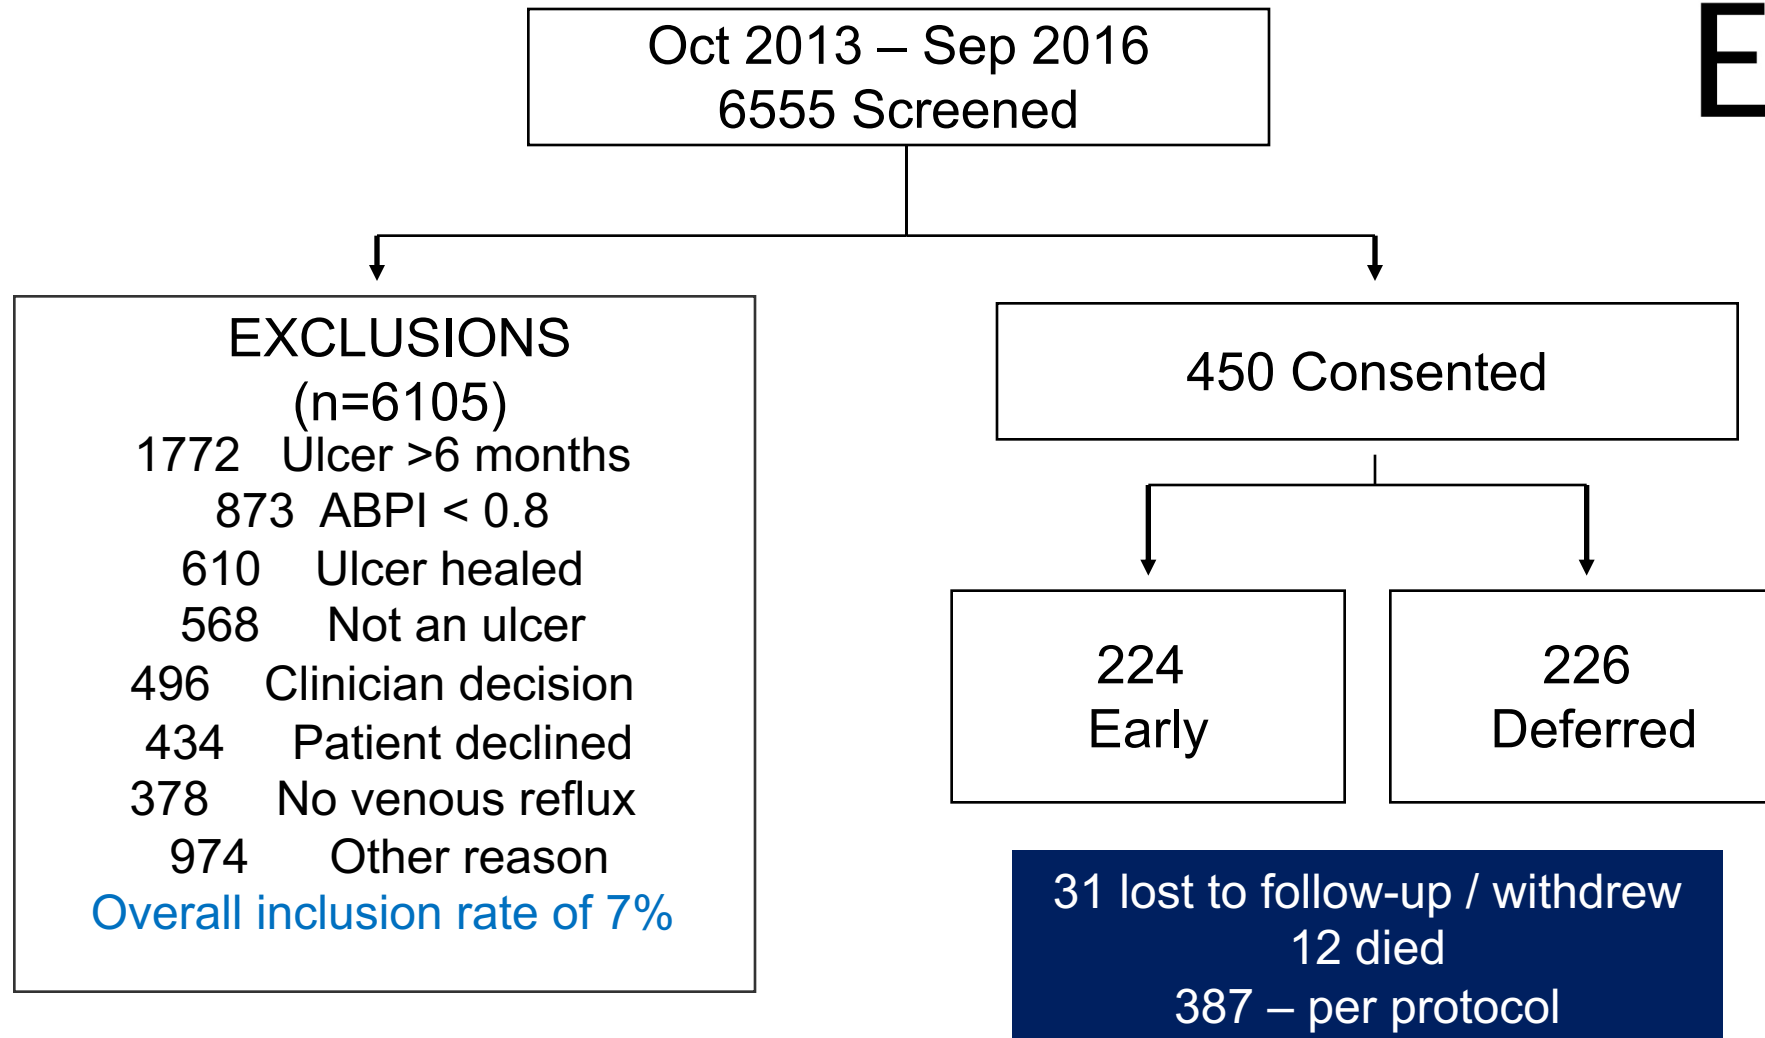 E
Oct 2013 – Sep 2016
6555 Screened
EXCLUSIONS
(n=6105)
1772 Ulcer >6 months
873 ABPI < 0.8
610 Ulcer healed
568 Not an ulcer
496 Clinician decision
434 Patient declined
378 No venous reflux
974 Other reason
Overall inclusion rate of 7%
450 Consented
224
Early
226
Deferred
31 lost to follow-up / withdrew
12 died
387 – per protocol